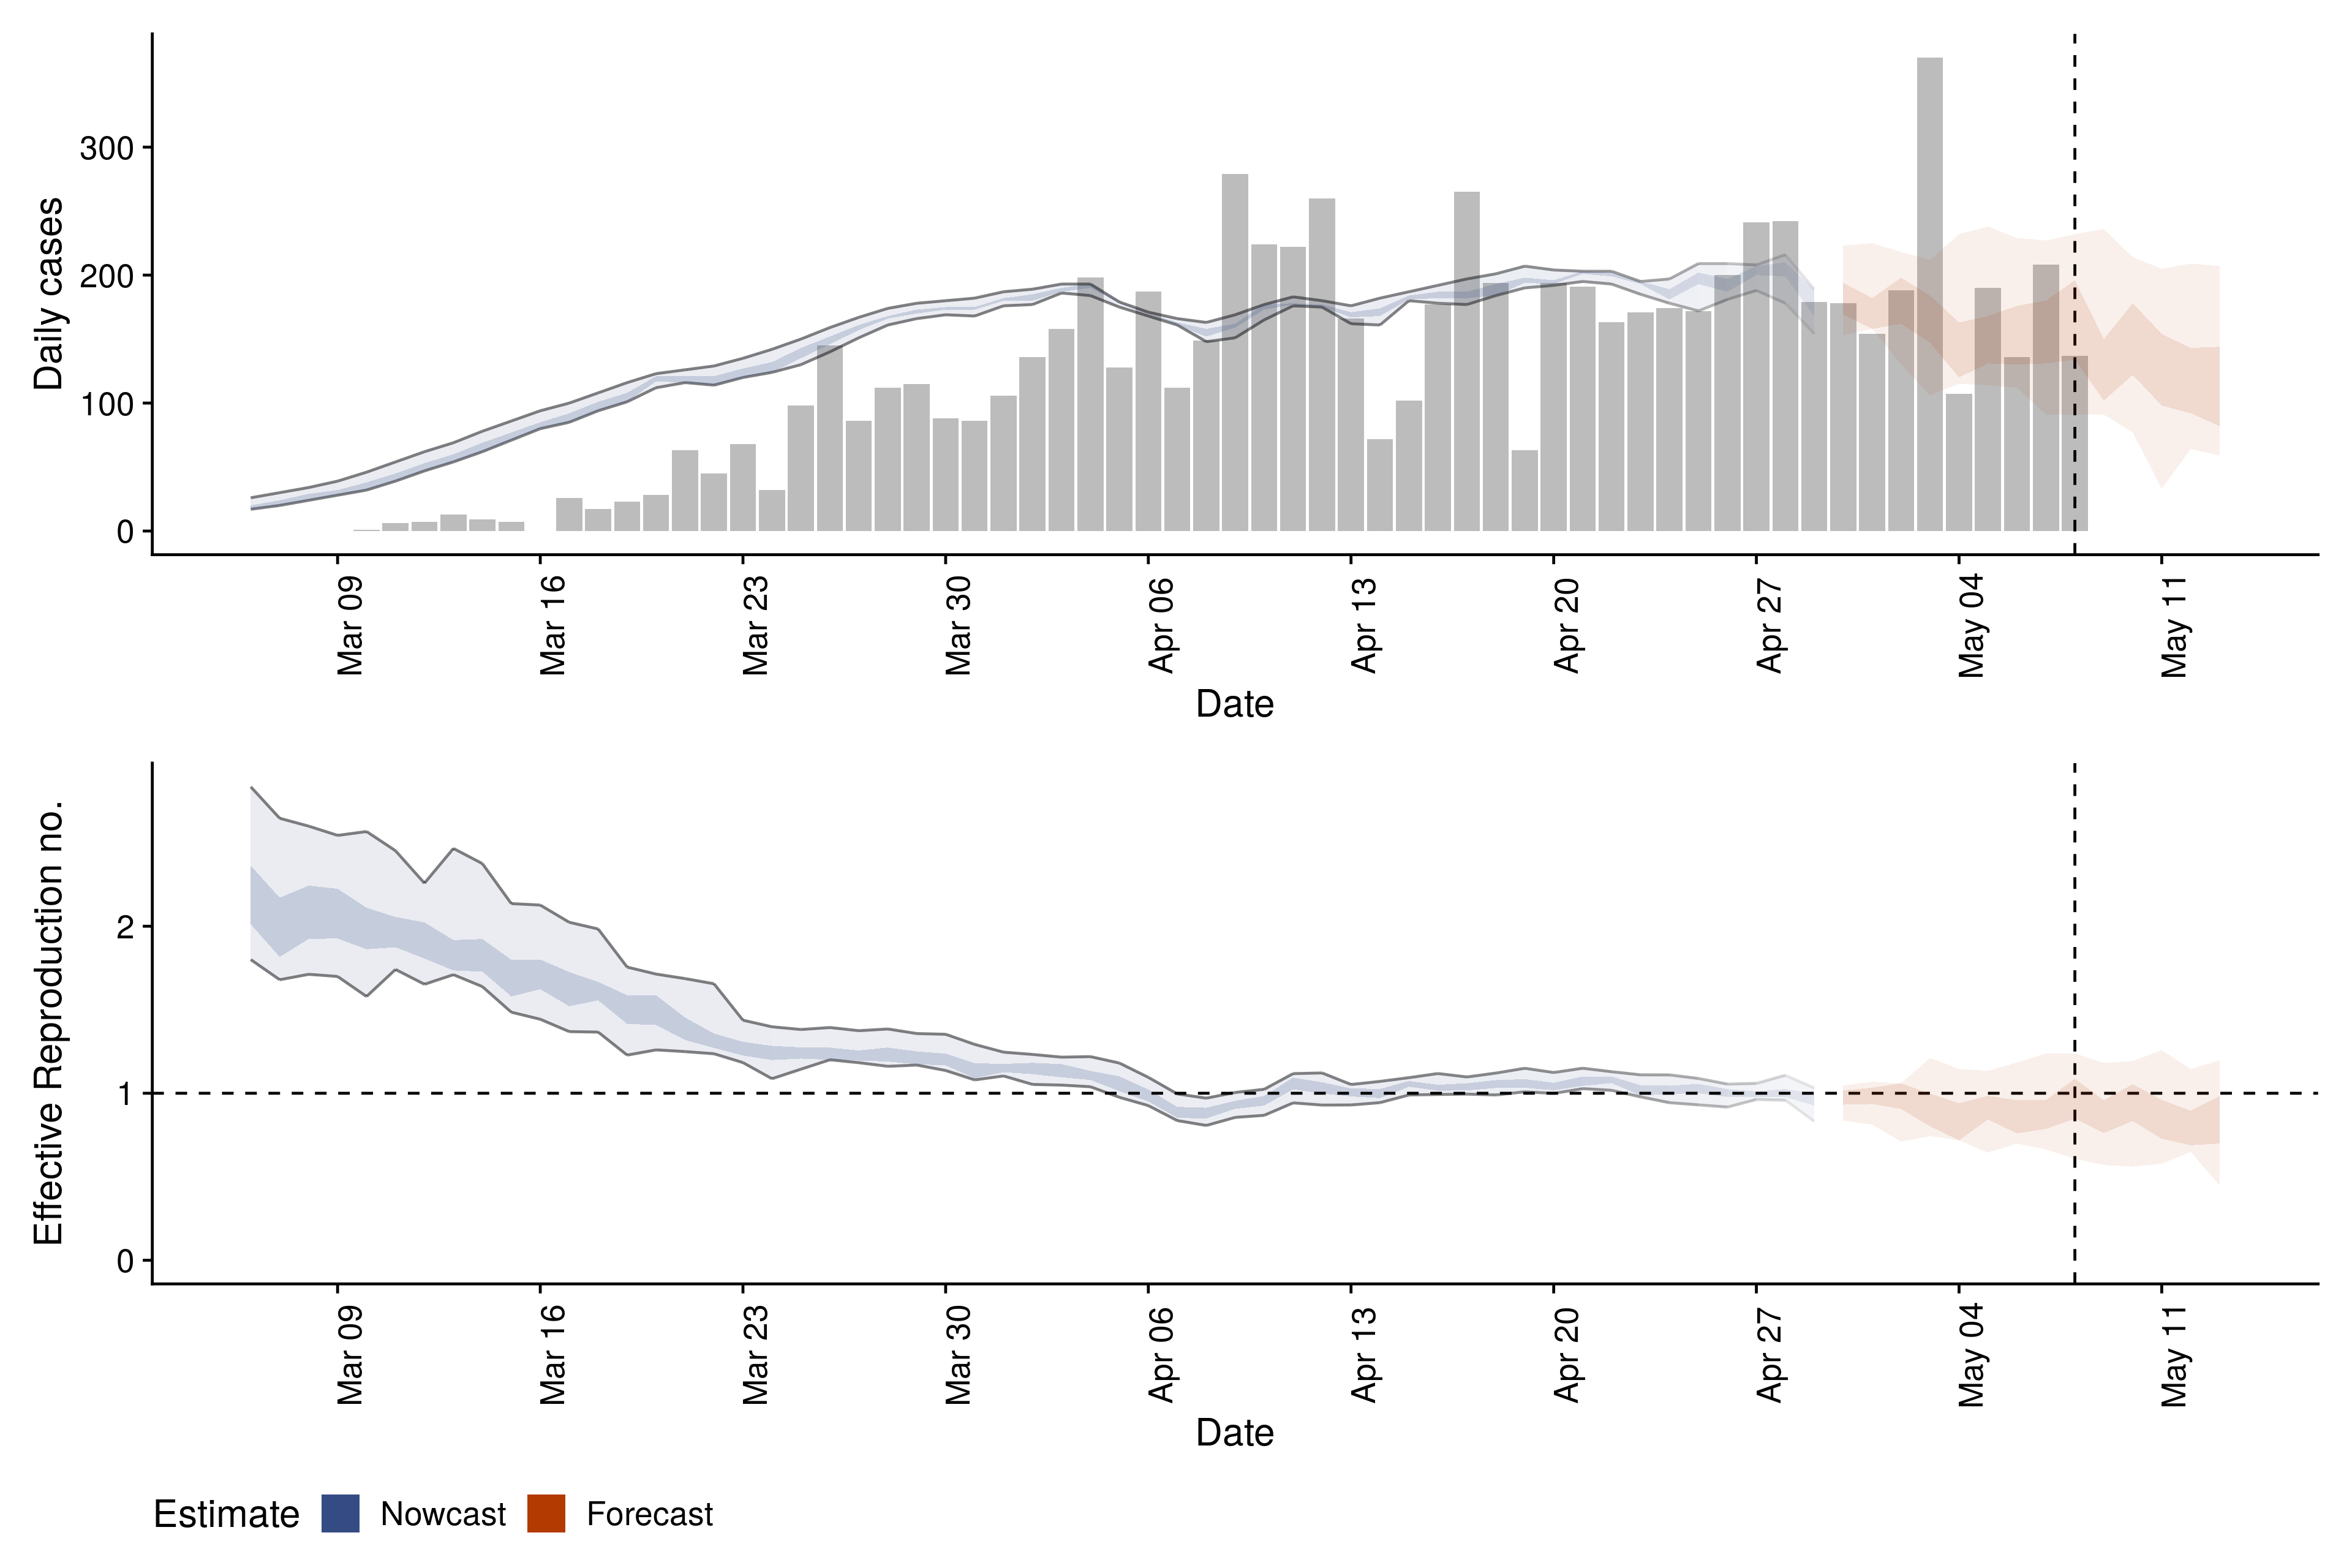 Daily cases
300
200
100
0
Mar 09
Mar 16
Mar 23
Mar 30
Apr 06
Apr 13
Apr 20
Apr 27
May 04
May 11
Date
Effective Reproduction no.
2
1
0
Mar 09
Mar 16
Mar 23
Mar 30
Apr 06
Apr 13
Apr 20
Apr 27
May 04
May 11
Date
Estimate Nowcast Forecast